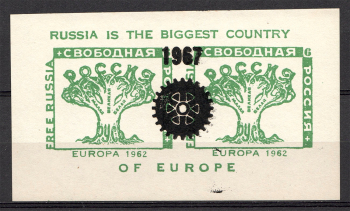 RUSSIA IS THE BIGGEST COUNTRY
1967
+СВОБОДНАЯ
СВОБОДНАЯ
FREE RUSSIA
РОССИЯ
РОССИЯ
РОССИЯ
РУСЬ
РУСЬ
EUROPA 1962
EUROPA 1962
OF EUROPE